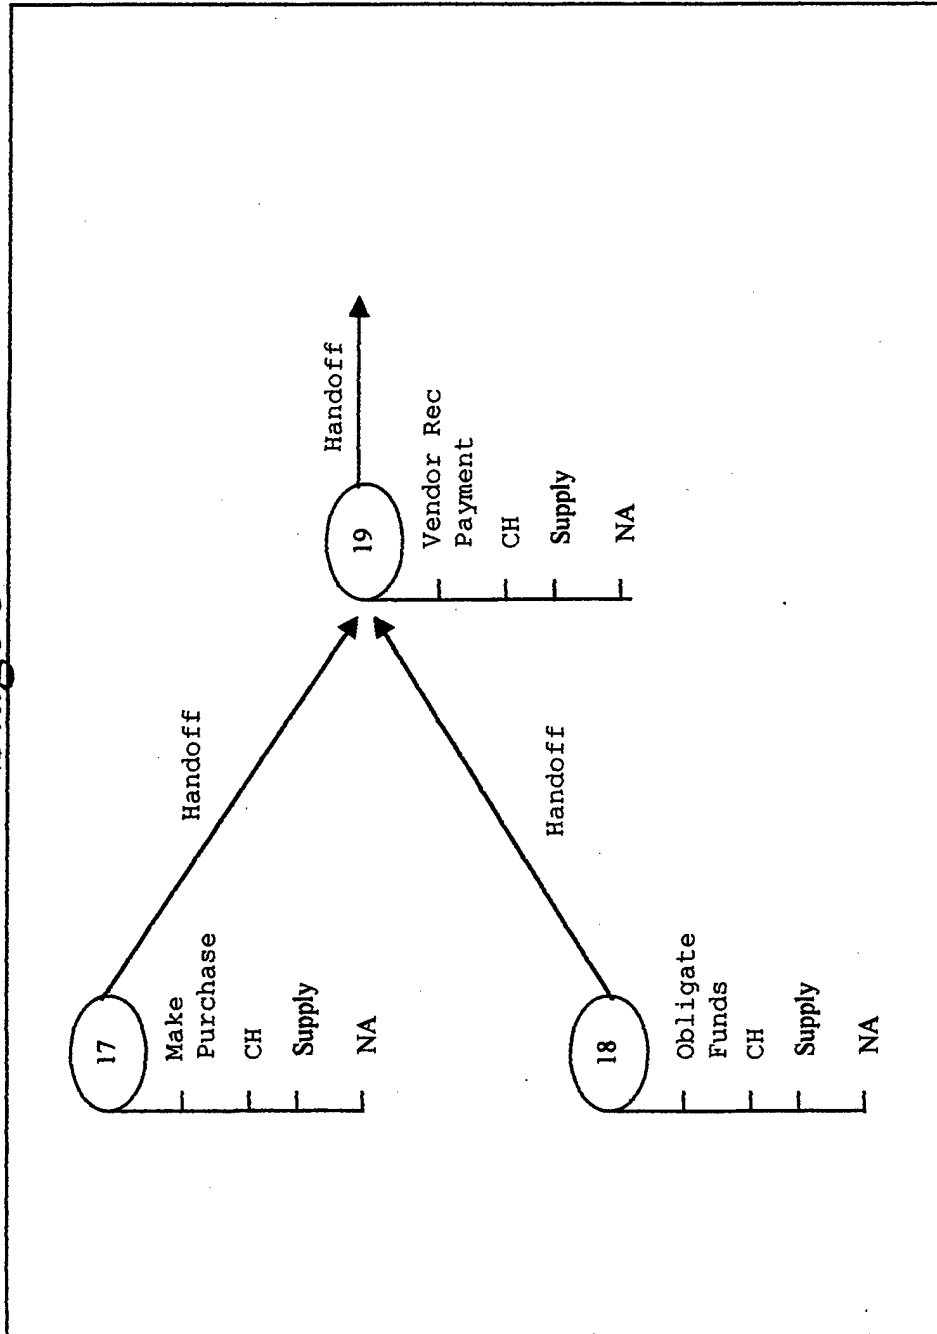 17
Make
Purchase
CH
Supply
NA
Handoff
18
Obligate
Funds
CH
Supply
NA
Handoff
19
Vendor Rec
Payment
CH
Supply
NA
Handoff